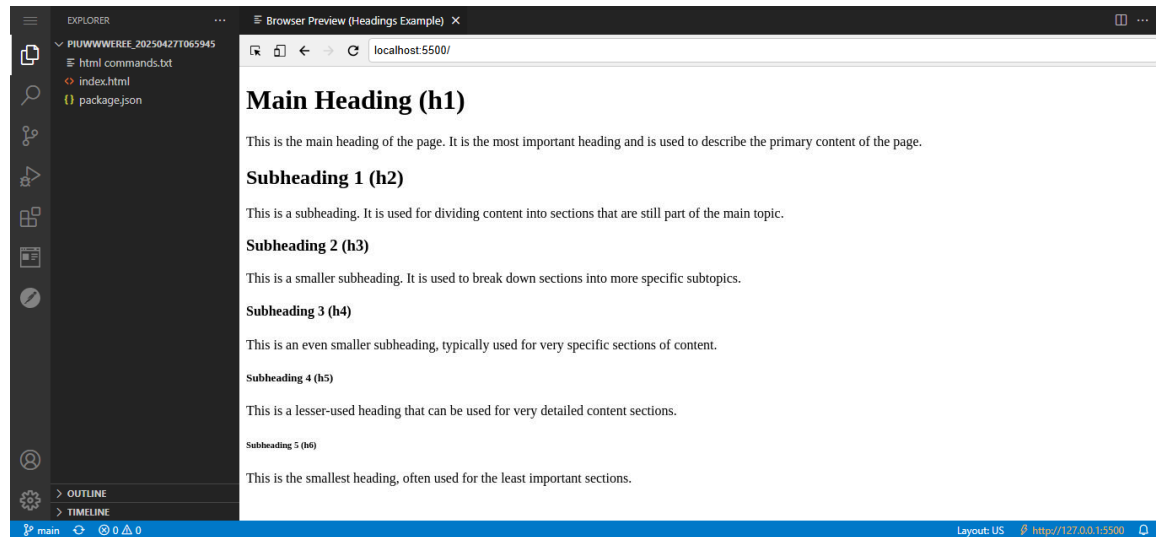 EXPLORER
Browser Preview (Headings Example)
PIUWWWEREE_20250427T065945
html commands.txt
index.html
package.json
localhost:5500/
Main Heading (h1)
This is the main heading of the page. It is the most important heading and is used to describe the primary content of the page.
Subheading 1 (h2)
This is a subheading. It is used for dividing content into sections that are still part of the main topic.
Subheading 2 (h3)
This is a smaller subheading. It is used to break down sections into more specific subtopics.
Subheading 3 (h4)
This is an even smaller subheading, typically used for very specific sections of content.
Subheading 4 (h5)
This is a lesser-used heading that can be used for very detailed content sections.
Subheading 5 (h6)
This is the smallest heading, often used for the least important sections.
OUTLINE
TIMELINE
main 0 0 Layout: US http://127.0.0.1:5500